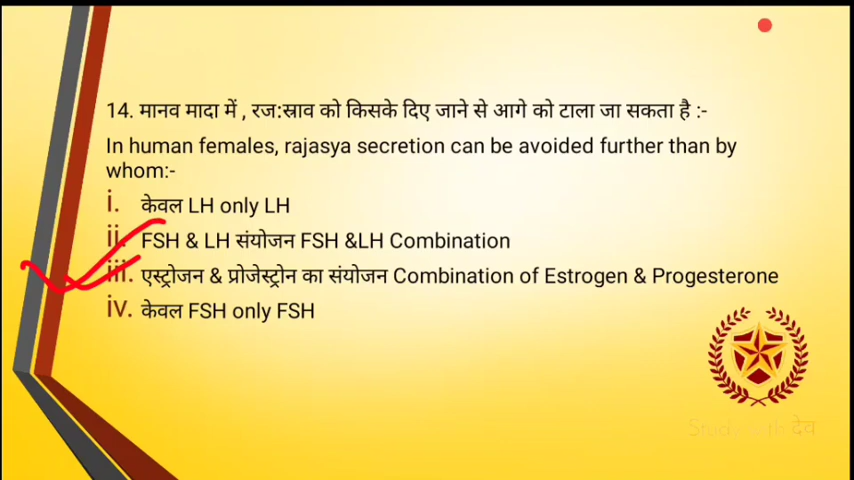 14. मानव मादा में , रज:स्राव को किसके दिए जाने से आगे को टाला जा सकता है :-
In human females, rajasya secretion can be avoided further than by
whom:-
i. केवल LH only LH
ii. FSH & LH संयोजन FSH &LH Combination
iii. एस्ट्रोजन & प्रोजेस्ट्रोन का संयोजन Combination of Estrogen & Progesterone
iv. केवल FSH only FSH
Study with देव